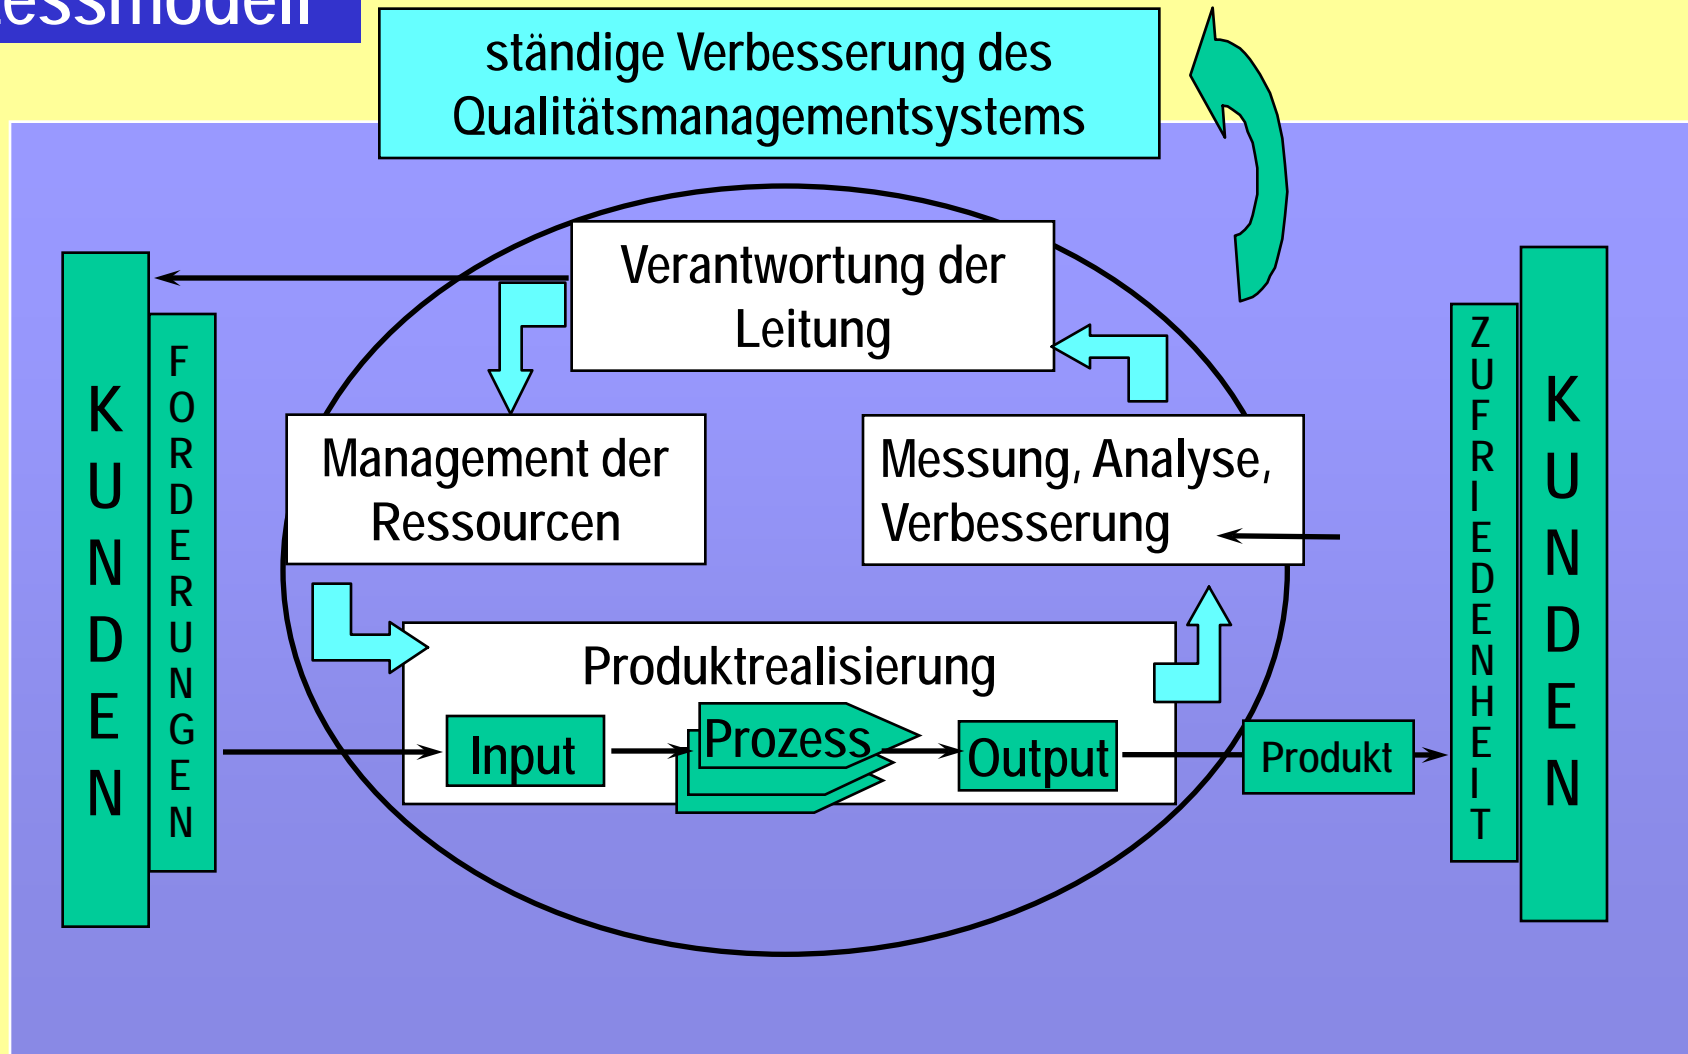 ständige Verbesserung des
Qualitätsmanagementsystems
Verantwortung der
Leitung
KUNDEN
FORDERUNGEN
Management der
Ressourcen
Messung, Analyse,
Verbesserung
ZUFRIEDENHEIT
KUNDEN
Produktrealisierung
Input
Prozess
Output
Produkt